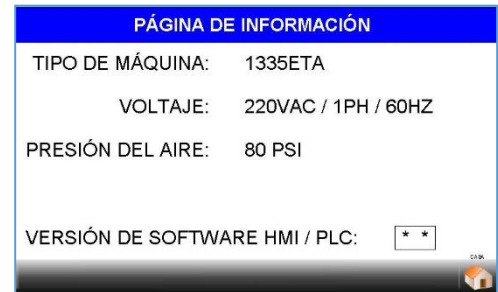 PÁGINA DE INFORMACIÓN
TIPO DE MÁQUINA: 1335ETA
VOLTAJE: 220VAC / 1PH / 60HZ
PRESIÓN DEL AIRE: 80 PSI
VERSIÓN DE SOFTWARE HMI / PLC: * *
CASA